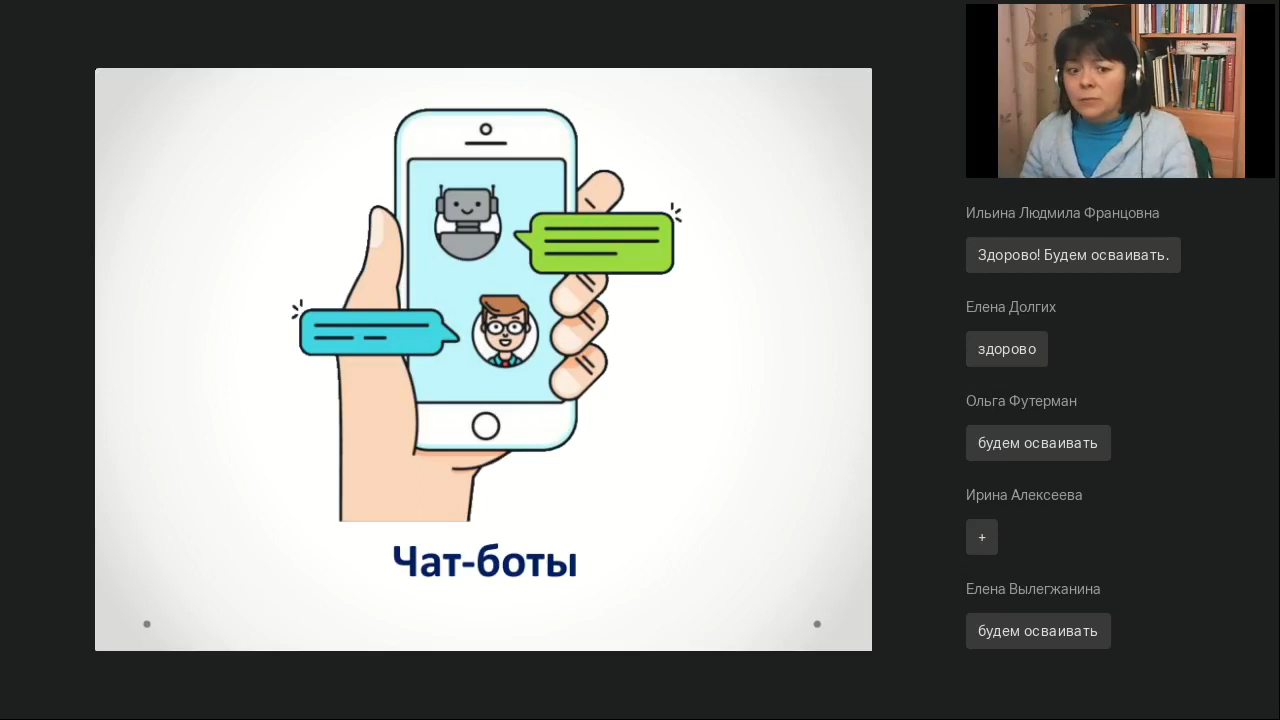 Чат-боты
Ильина Людмила Францовна
Здорово! Будем осваивать.
Елена Долгих
здорово
Ольга Футерман
будем осваивать
Ирина Алексеева
+
Елена Вылегжанина
будем осваивать